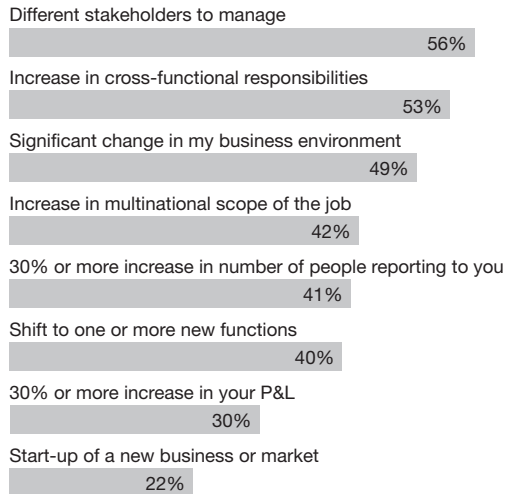 Different stakeholders to manage
56%
Increase in cross-functional responsibilities
53%
Significant change in my business environment
49%
Increase in multinational scope of the job
42%
30% or more increase in number of people reporting to you
41%
Shift to one or more new functions
40%
30% or more increase in your P&L
30%
Start-up of a new business or market
22%